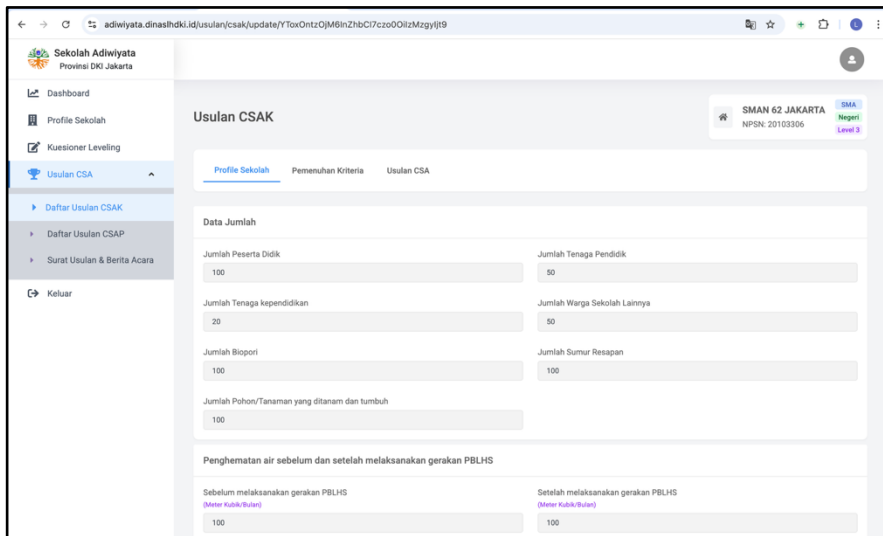 adiwiyata.dinaslhdki.id/usulan/csak/update/YToxOntzOjM6InZhbCI7czo0OiIzMzgyIjt9
L
Sekolah Adiwiyata
Provinsi DKI Jakarta
Dashboard
Profile Sekolah
Kuesioner Leveling
Usulan CSA
Daftar Usulan CSAK
Daftar Usulan CSAP
Surat Usulan & Berita Acara
Keluar
Usulan CSAK
SMAN 62 JAKARTA
NPSN: 20103306
SMA
Negeri
Level 3
Profile Sekolah Pemenuhan Kriteria Usulan CSA
Data Jumlah
Jumlah Peserta Didik Jumlah Tenaga Pendidik
100 50
Jumlah Tenaga kependidikan Jumlah Warga Sekolah Lainnya
20 50
Jumlah Biopori Jumlah Sumur Resapan
100 100
Jumlah Pohon/Tanaman yang ditanam dan tumbuh
100
Penghematan air sebelum dan setelah melaksanakan gerakan PBLHS
Sebelum melaksanakan gerakan PBLHS Setelah melaksanakan gerakan PBLHS
(Meter Kubik/Bulan) (Meter Kubik/Bulan)
100 100